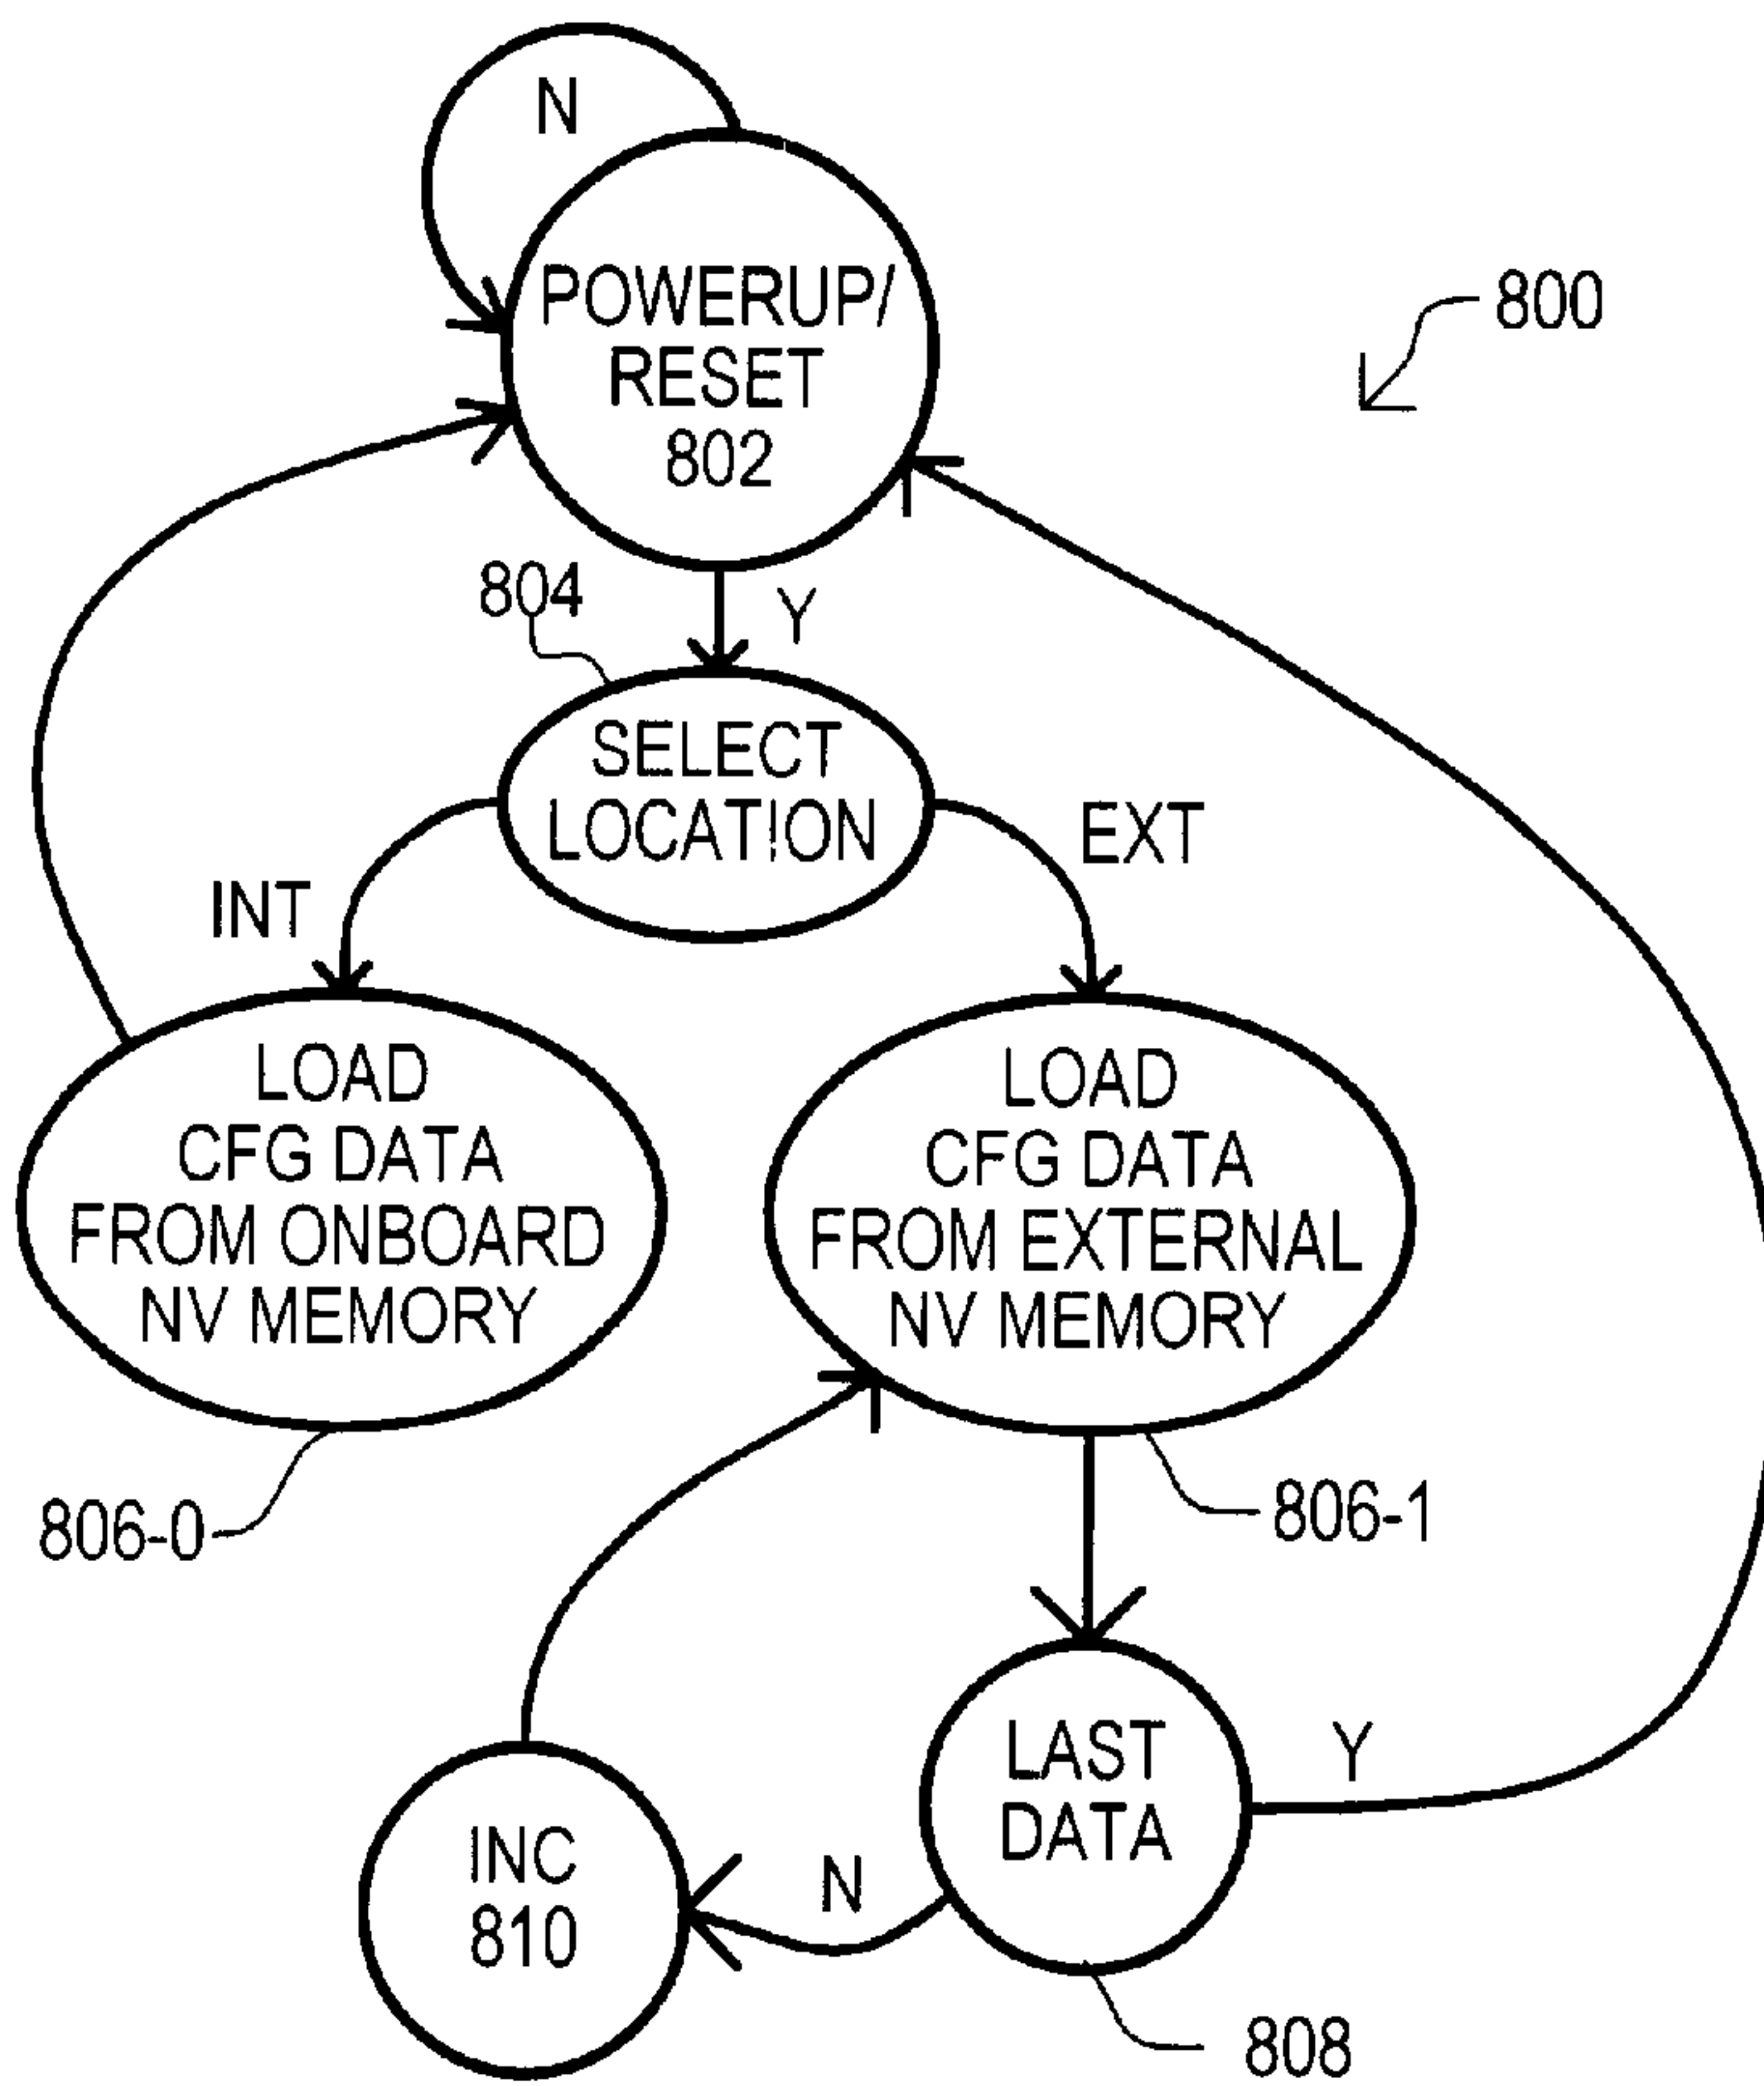 N
POWERUP/
RESET
802
800
804
Y
SELECT
LOCATION
INT
EXT
LOAD
CFG DATA
FROM ONBOARD
NV MEMORY
LOAD
CFG DATA
FROM EXTERNAL
NV MEMORY
806-0
806-1
LAST
DATA
Y
N
INC
810
808